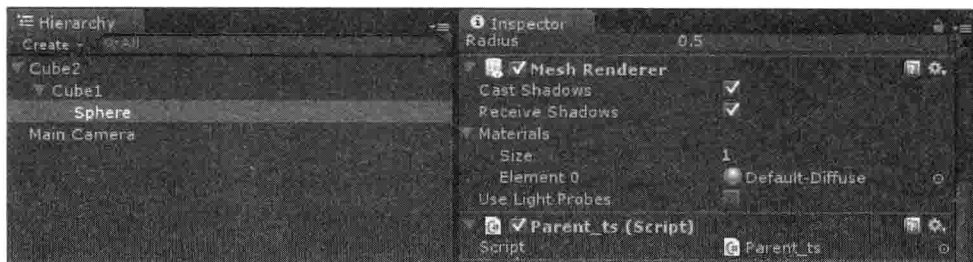 Hierarchy
Create
All
Cube2
Cube1
Sphere
Main Camera
Inspector
Radius 0.5
Mesh Renderer
Cast Shadows
Receive Shadows
Materials
Size 1
Element 0 Default-Diffuse
Use Light Probes
Parent_ts (Script)
Script Parent_ts